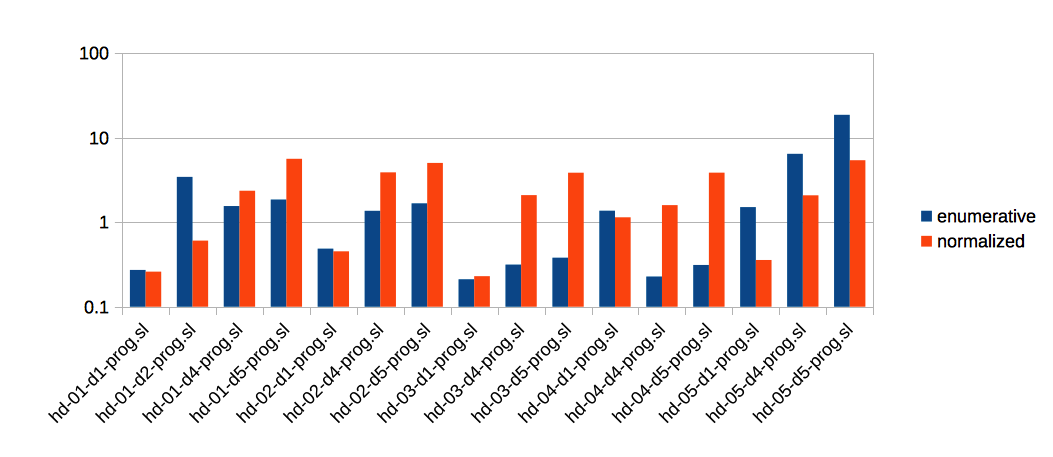 100
10
1
0.1
hd-01-d1-prog.sl
hd-01-d2-prog.sl
hd-01-d4-prog.sl
hd-01-d5-prog.sl
hd-02-d1-prog.sl
hd-02-d4-prog.sl
hd-02-d5-prog.sl
hd-03-d1-prog.sl
hd-03-d4-prog.sl
hd-03-d5-prog.sl
hd-04-d1-prog.sl
hd-04-d4-prog.sl
hd-04-d5-prog.sl
hd-05-d1-prog.sl
hd-05-d4-prog.sl
hd-05-d5-prog.sl
enumerative
normalized